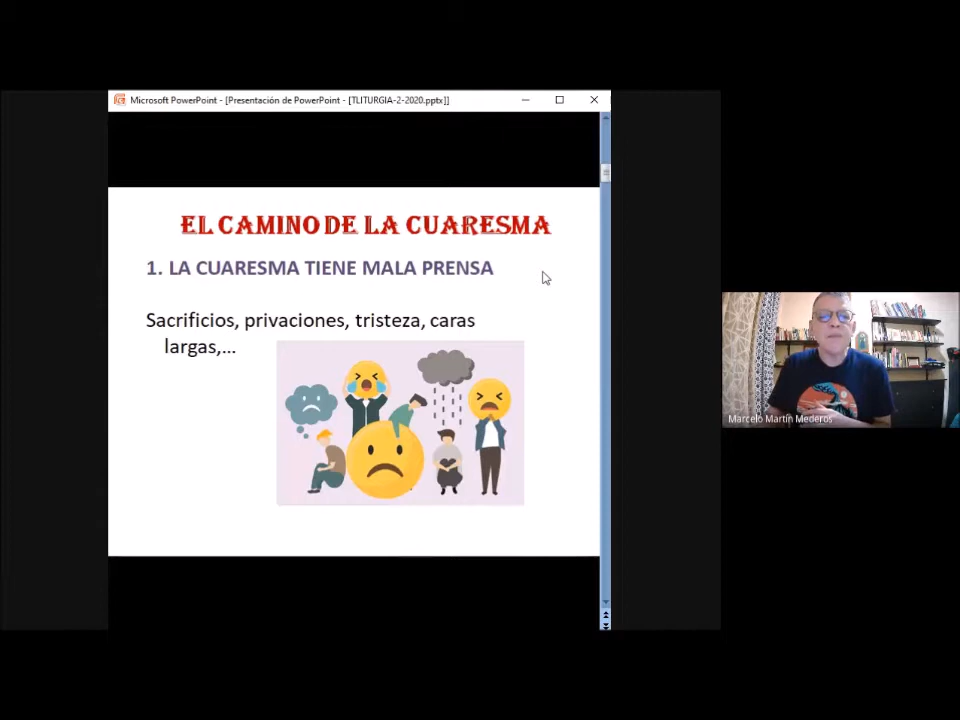 Microsoft PowerPoint - [Presentación de PowerPoint - [TLITURGIA-2-2020.pptx]]
EL CAMINO DE LA CUARESMA
1. LA CUARESMA TIENE MALA PRENSA
Sacrificios, privaciones, tristeza, caras
largas,...
Marcelo Martín Mederos